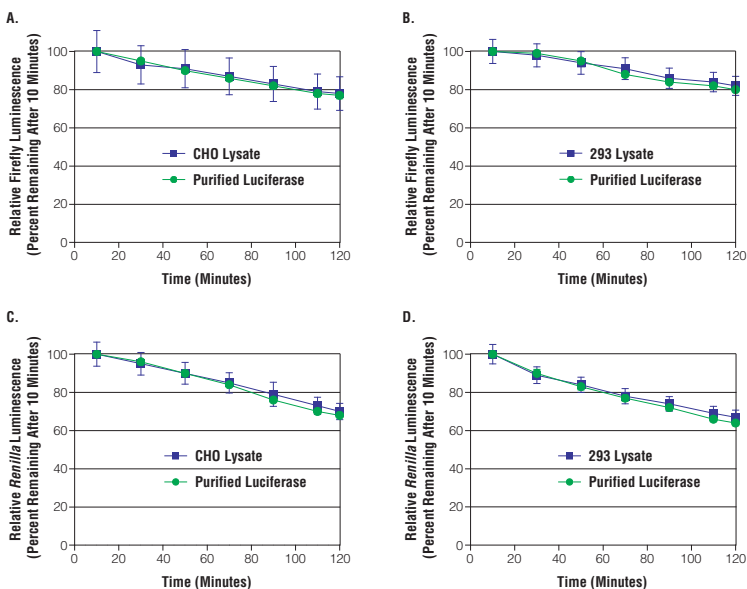 A.
Relative Firefly Luminescence
(Percent Remaining After 10 Minutes)
100
80
60
40
20
0
CHO Lysate
Purified Luciferase
0 20 40 60 80 100 120
Time (Minutes)
B.
Relative Firefly Luminescence
(Percent Remaining After 10 Minutes)
100
80
60
40
20
0
293 Lysate
Purified Luciferase
0 20 40 60 80 100 120
Time (Minutes)
C.
Relative Renilla Luminescence
(Percent Remaining After 10 Minutes)
100
80
60
40
20
0
CHO Lysate
Purified Luciferase
0 20 40 60 80 100 120
Time (Minutes)
D.
Relative Renilla Luminescence
(Percent Remaining After 10 Minutes)
100
80
60
40
20
0
293 Lysate
Purified Luciferase
0 20 40 60 80 100 120
Time (Minutes)